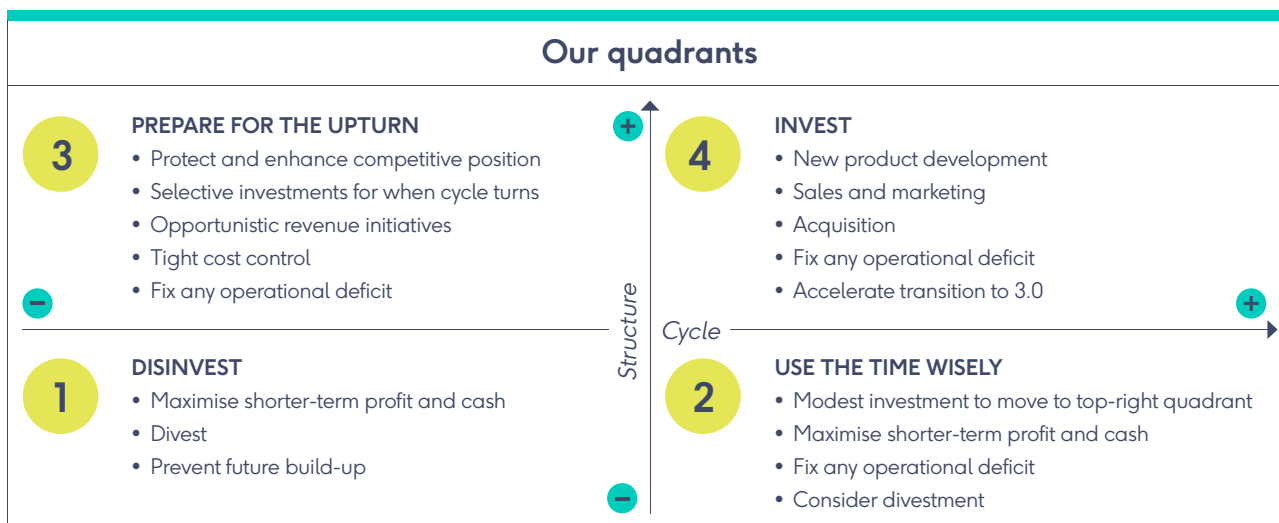 Our quadrants
3
PREPARE FOR THE UPTURN
• Protect and enhance competitive position
• Selective investments for when cycle turns
• Opportunistic revenue initiatives
• Tight cost control
• Fix any operational deficit
+
−
4
INVEST
• New product development
• Sales and marketing
• Acquisition
• Fix any operational deficit
• Accelerate transition to 3.0
+
Structure
Cycle
1
DISINVEST
• Maximise shorter-term profit and cash
• Divest
• Prevent future build-up
−
2
USE THE TIME WISELY
• Modest investment to move to top-right quadrant
• Maximise shorter-term profit and cash
• Fix any operational deficit
• Consider divestment